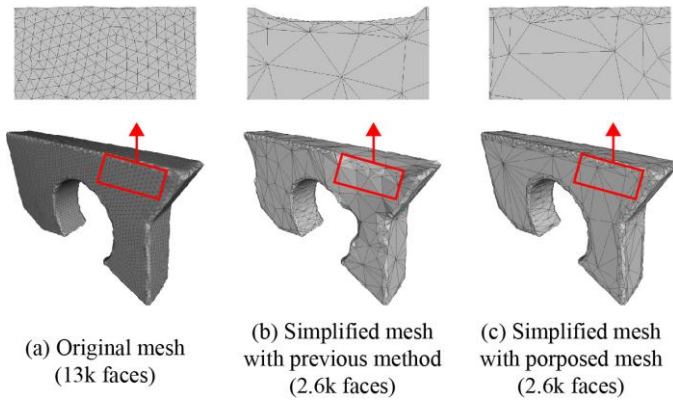 (a) Original mesh
(13k faces)
(b) Simplified mesh
with previous method
(2.6k faces)
(c) Simplified mesh
with porposed mesh
(2.6k faces)